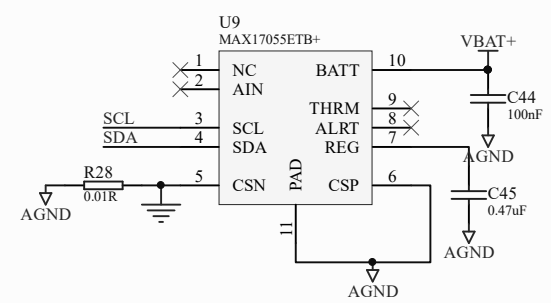 U9
MAX17055ETB+
1 NC
2 AIN
SCL 3 SCL
SDA 4 SDA
R28
0.01R
AGND
5 CSN
PAD
11
BATT 10
THRM 9
ALRT 8
REG 7
CSP 6
VBAT+
C44
100nF
AGND
C45
0.47uF
AGND
AGND